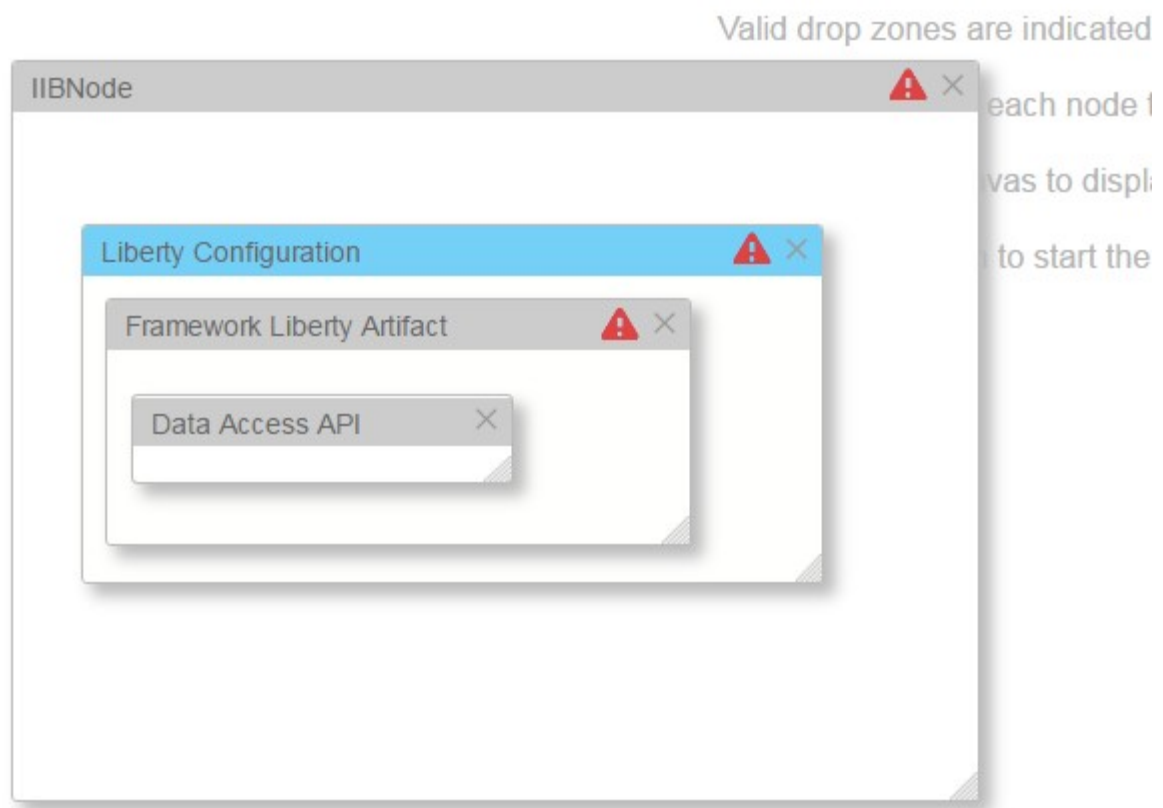 Valid drop zones are indicated
IIBNode
each node
vas to displ
Liberty Configuration
to start the
Framework Liberty Artifact
Data Access API